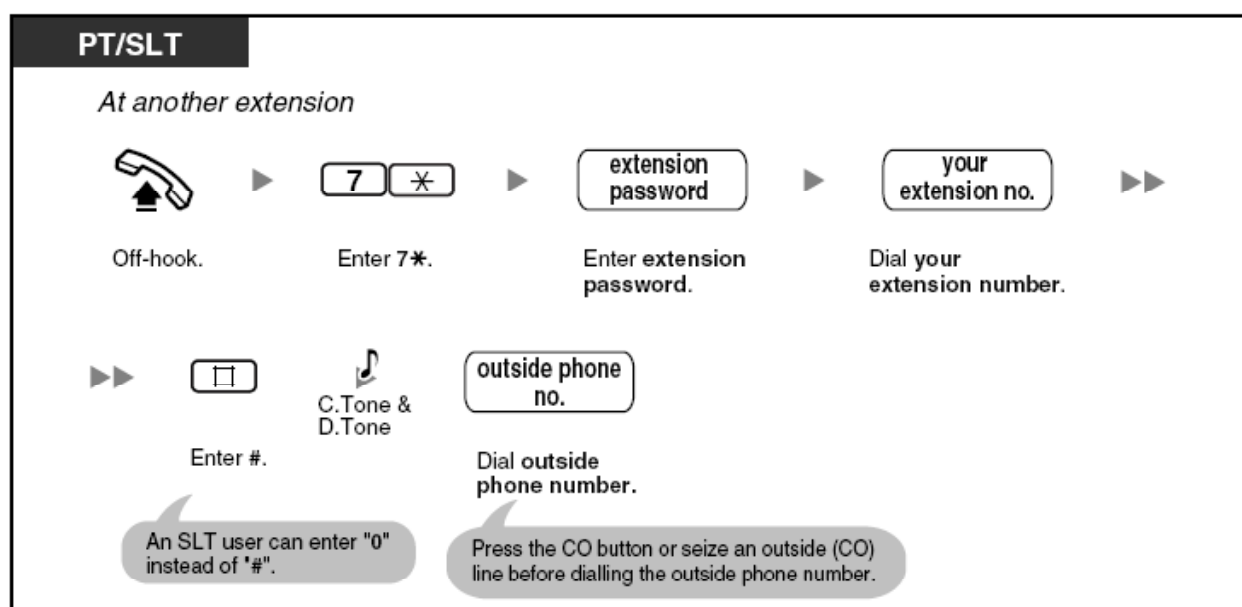 PT/SLT
At another extension
7 ✳
extension
password
your
extension no.
Off-hook.
Enter 7✳.
Enter extension
password.
Dial your
extension number.
#
C.Tone &
D.Tone
outside phone
no.
Enter #.
Dial outside
phone number.
An SLT user can enter "0"
instead of "#".
Press the CO button or seize an outside (CO)
line before dialling the outside phone number.